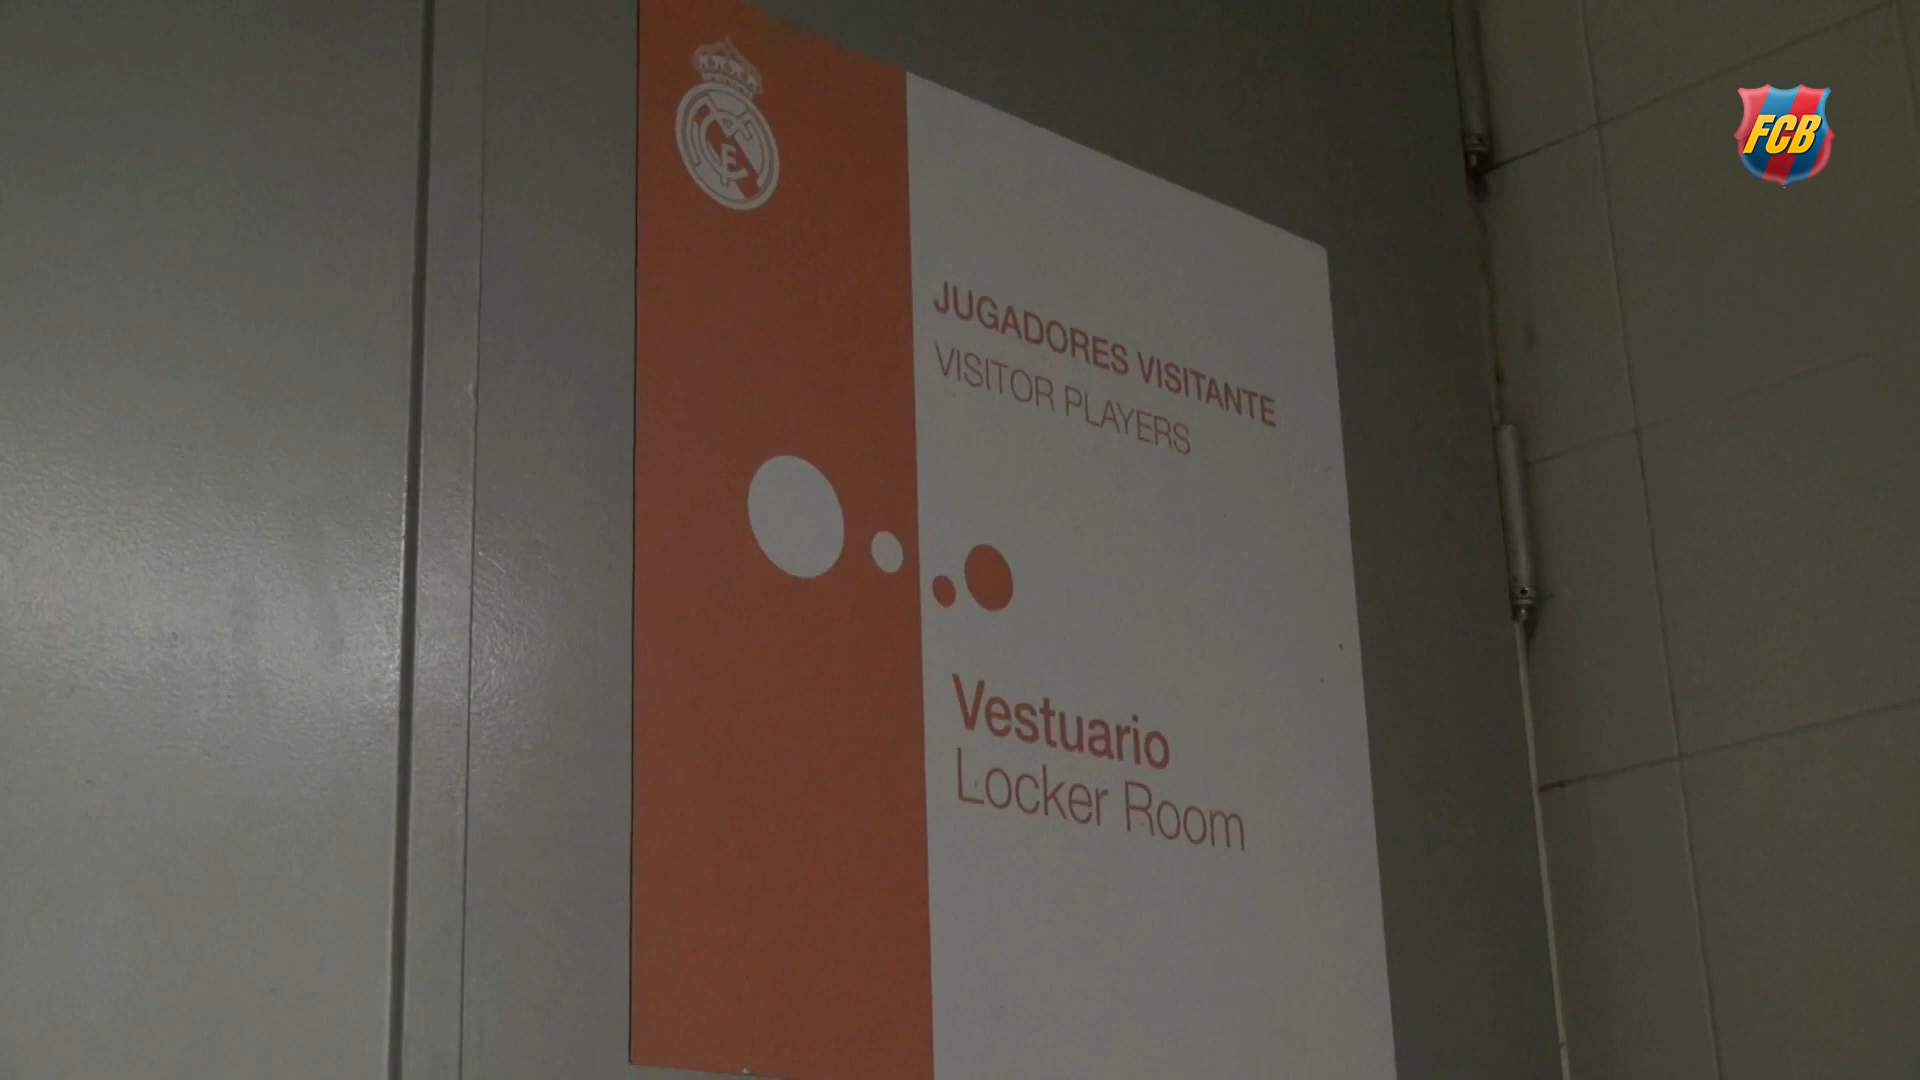 FCB
JUGADORES VISITANTE
VISITOR PLAYERS
Vestuario
Locker Room